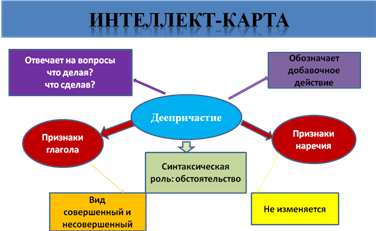 ИНТЕЛЛЕКТ-КАРТА
Отвечает на вопросы
что делая?
что сделав?
Обозначает
добавочное
действие
Деепричастие
Признаки
глагола
Признаки
наречия
Синтаксическая
роль: обстоятельство
Вид
совершенный и
несовершенный
Не изменяется